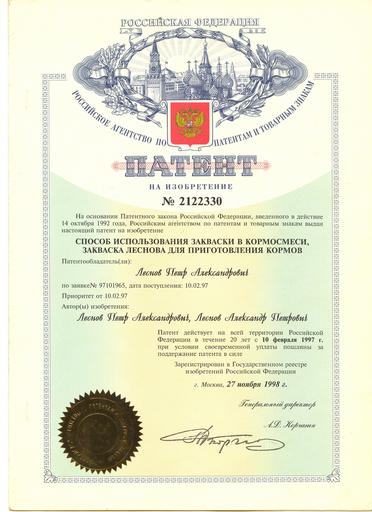 РОССИЙСКАЯ ФЕДЕРАЦИЯ
РОССИЙСКОЕ АГЕНТСТВО ПО ПАТЕНТАМ И ТОВАРНЫМ ЗНАКАМ
ПАТЕНТ
НА ИЗОБРЕТЕНИЕ
№ 2122330
На основании Патентного закона Российской Федерации, введенного в действие
14 октября 1992 года, Российским агентством по патентам и товарным знакам выдан
настоящий патент на изобретение
СПОСОБ ИСПОЛЬЗОВАНИЯ ЗАКВАСКИ В КОРМОСМЕСИ,
ЗАКВАСКА ЛЕСНОВА ДЛЯ ПРИГОТОВЛЕНИЯ КОРМОВ
Патентообладатель(ли):
Леснов Петр Александрович
по заявке № 97101965, дата поступления: 10.02.97
Приоритет от 10.02.97
Автор(ы) изобретения:
Леснов Петр Александрович, Леснов Александр Петрович
Патент действует на всей территории Российской
Федерации в течение 20 лет с 10 февраля 1997 г.
при условии своевременной уплаты пошлины за
поддержание патента в силе
Зарегистрирован в Государственном реестре
изобретений Российской Федерации
г. Москва, 27 ноября 1998 г.
Генеральный директор
А.Д. Корчагин